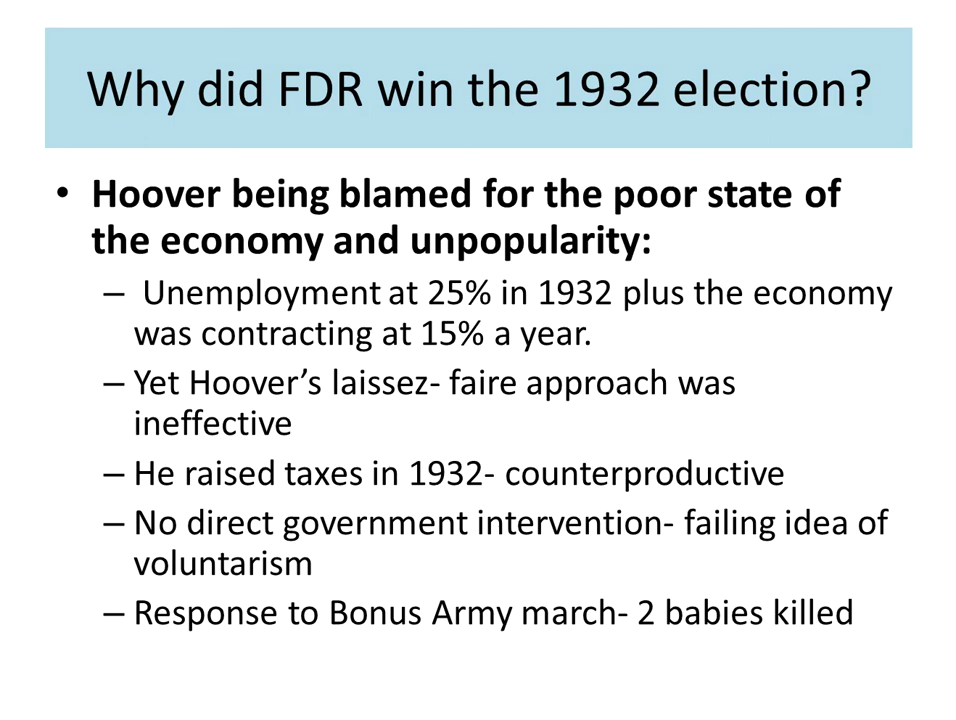 Why did FDR win the 1932 election?
• Hoover being blamed for the poor state of
the economy and unpopularity:
– Unemployment at 25% in 1932 plus the economy
was contracting at 15% a year.
– Yet Hoover’s laissez- faire approach was
ineffective
– He raised taxes in 1932- counterproductive
– No direct government intervention- failing idea of
voluntarism
– Response to Bonus Army march- 2 babies killed